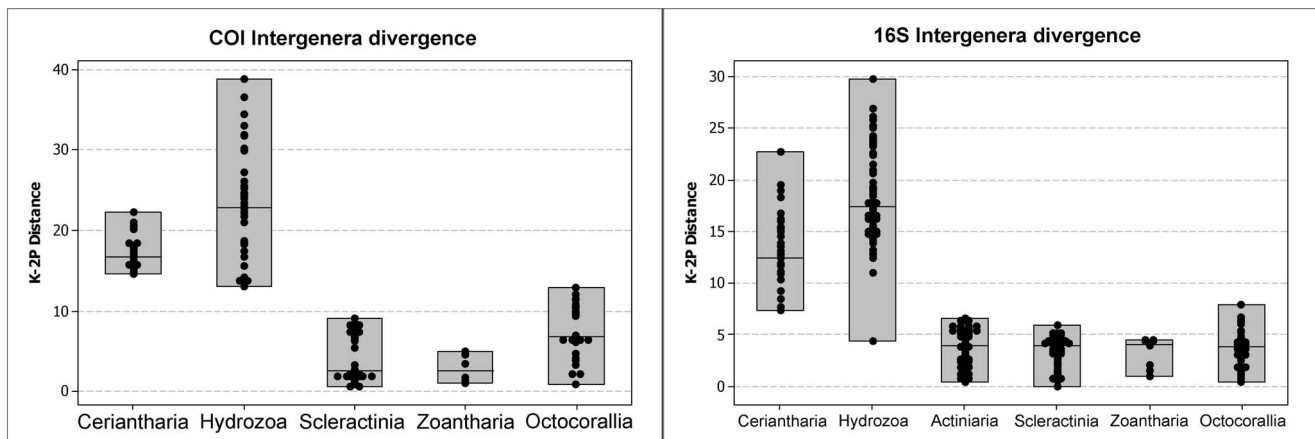 COI Intergenera divergence
K-2P Distance
40
30
20
10
0
Ceriantharia Hydrozoa Scleractinia Zoantharia Octocorallia
16S Intergenera divergence
K-2P Distance
30
25
20
15
10
5
0
Ceriantharia Hydrozoa Actiniaria Scleractinia Zoantharia Octocorallia